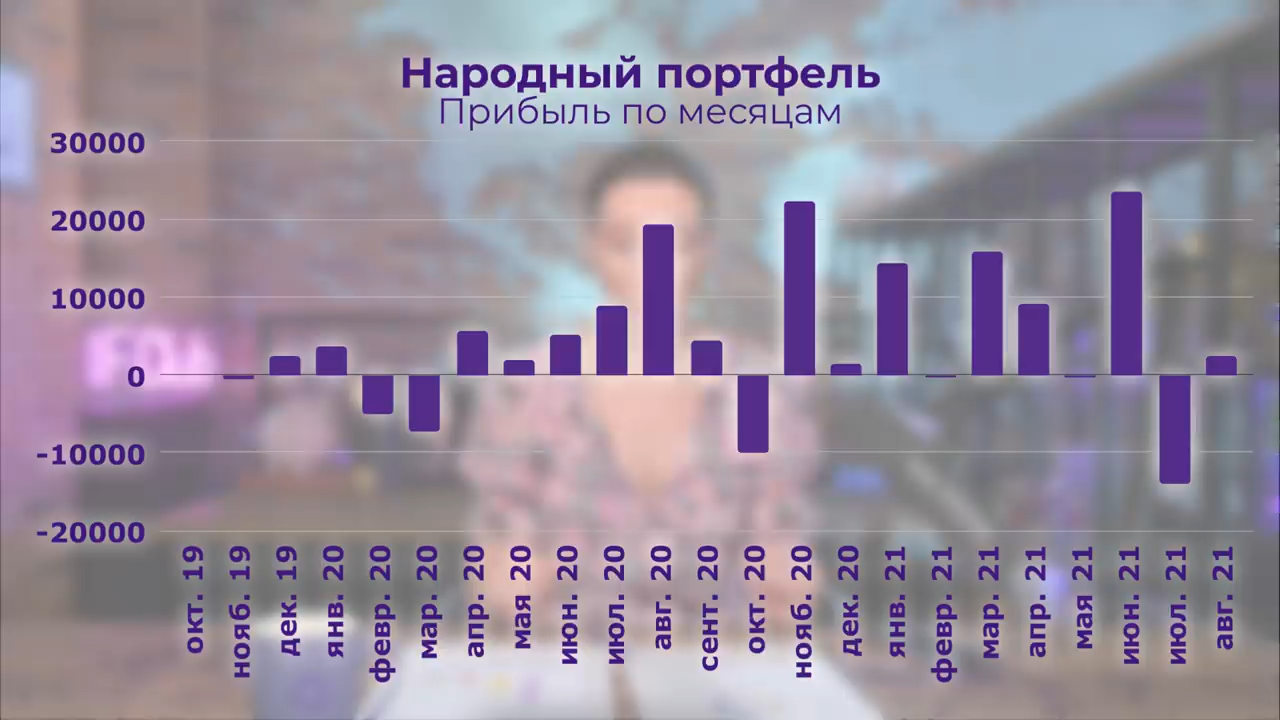 Народный портфель
Прибыль по месяцам
30000
20000
10000
0
-10000
-20000
окт. 19
нояб. 19
дек. 19
янв. 20
февр. 20
мар. 20
апр. 20
мая 20
июн. 20
июл. 20
авг. 20
сент. 20
окт. 20
нояб. 20
дек. 20
янв. 21
февр. 21
мар. 21
апр. 21
мая 21
июн. 21
июл. 21
авг. 21